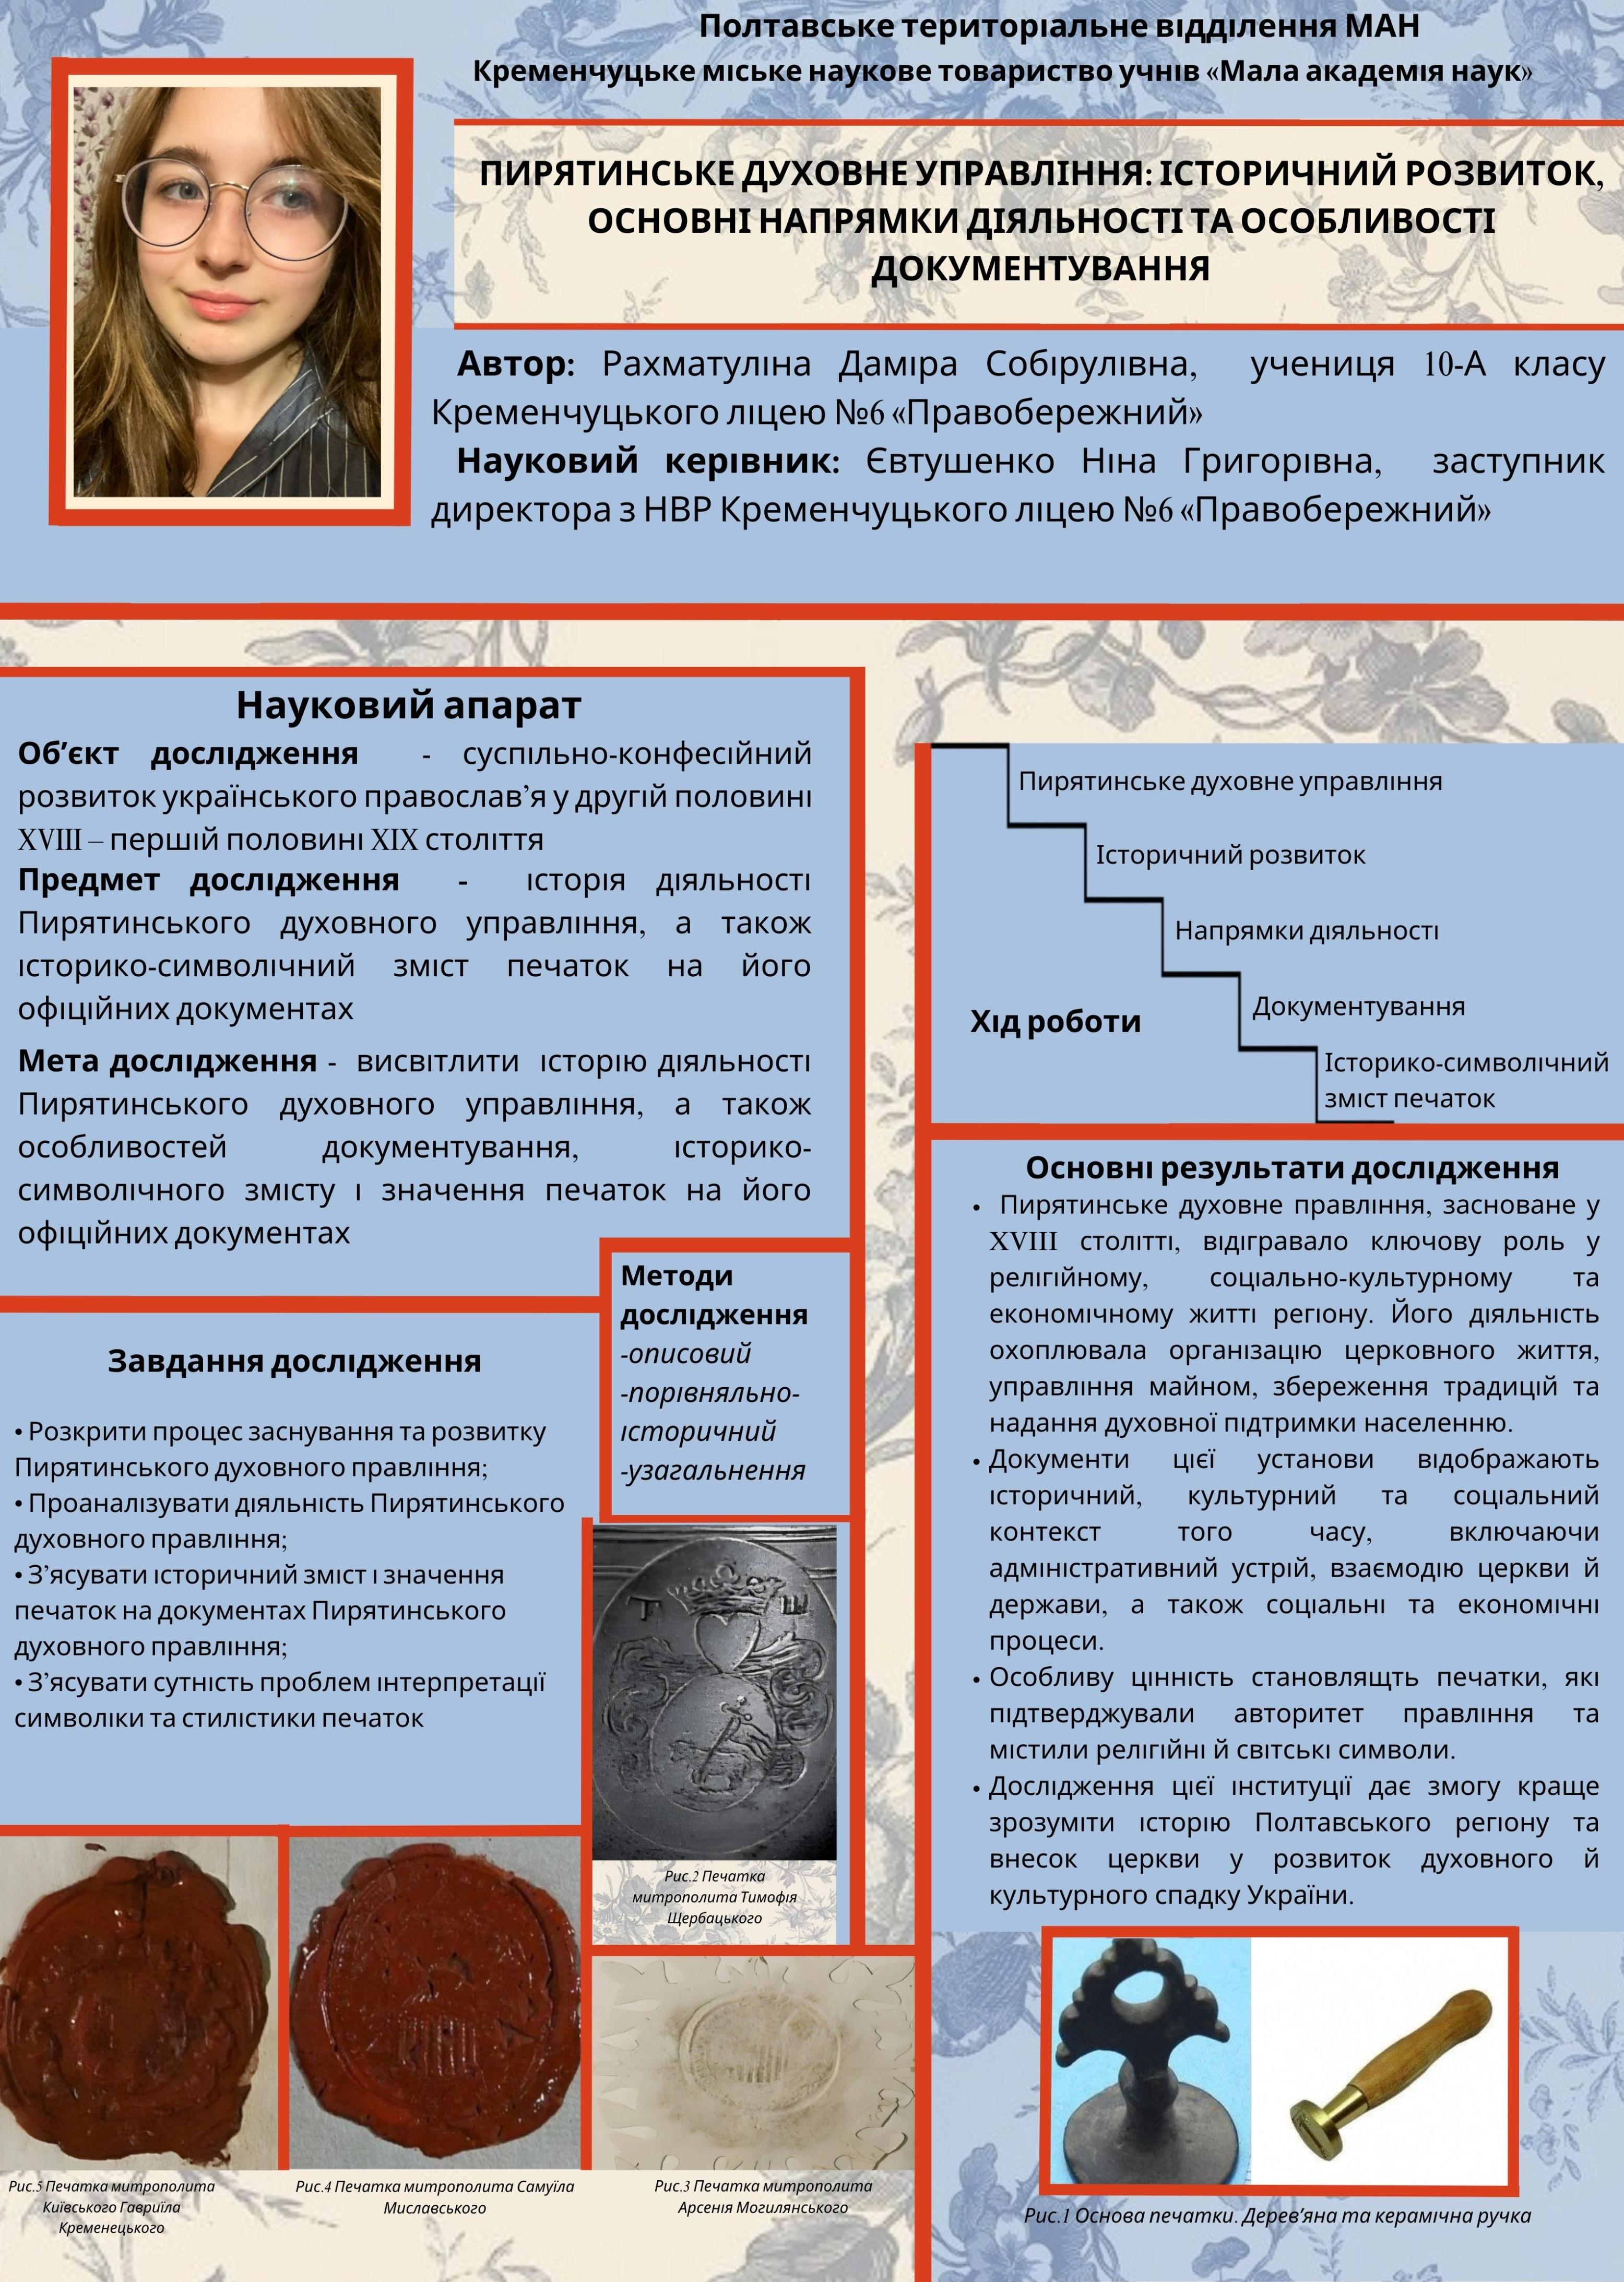 Полтавське територіальне відділення МАН
Кременчуцьке міське наукове товариство учнів «Мала академія наук»
ПИРЯТИНСЬКЕ ДУХОВНЕ УПРАВЛІННЯ: ІСТОРИЧНИЙ РОЗВИТОК,
ОСНОВНІ НАПРЯМКИ ДІЯЛЬНОСТІ ТА ОСОБЛИВОСТІ
ДОКУМЕНТУВАННЯ
Автор: Рахматуліна Даміра Собірулівна, учениця 10-А класу
Кременчуцького ліцею №6 «Правобережний»
Науковий керівник: Євтушенко Ніна Григорівна, заступник
директора з НВР Кременчуцького ліцею №6 «Правобережний»
Науковий апарат
Об’єкт дослідження - суспільно-конфесійний
розвиток українського православ’я у другій половині
XVIII – першій половині XIX століття
Предмет дослідження - історія діяльності
Пирятинського духовного управління, а також
історико-символічний зміст печаток на його
офіційних документах
Мета дослідження - висвітлити історію діяльності
Пирятинського духовного управління, а також
особливостей документування, історико-
символічного змісту і значення печаток на його
офіційних документах
Методи
дослідження
-описовий
-порівняльно-
історичний
-узагальнення
Завдання дослідження
• Розкрити процес заснування та розвитку
Пирятинського духовного правління;
• Проаналізувати діяльність Пирятинського
духовного правління;
• З’ясувати історичний зміст і значення
печаток на документах Пирятинського
духовного правління;
• З’ясувати сутність проблем інтерпретації
символіки та стилістики печаток
Т Щ
Рис.2 Печатка
митрополита Тимофія
Щербацького
Рис.5 Печатка митрополита
Київського Гавриїла
Кременецького
Рис.4 Печатка митрополита Самуїла
Миславського
Рис.3 Печатка митрополита
Арсенія Могилянського
Пирятинське духовне управління
Історичний розвиток
Напрямки діяльності
Документування
Історико-символічний
зміст печаток
Хід роботи
Основні результати дослідження
• Пирятинське духовне правління, засноване у
XVIII столітті, відігравало ключову роль у
релігійному, соціально-культурному та
економічному житті регіону. Його діяльність
охоплювала організацію церковного життя,
управління майном, збереження традицій та
надання духовної підтримки населенню.
• Документи цієї установи відображають
історичний, культурний та соціальний
контекст того часу, включаючи
адміністративний устрій, взаємодію церкви й
держави, а також соціальні та економічні
процеси.
• Особливу цінність становлящть печатки, які
підтверджували авторитет правління та
містили релігійні й світські символи.
• Дослідження цієї інституції дає змогу краще
зрозуміти історію Полтавського регіону та
внесок церкви у розвиток духовного й
культурного спадку України.
Рис.1 Основа печатки. Дерев’яна та керамічна ручка